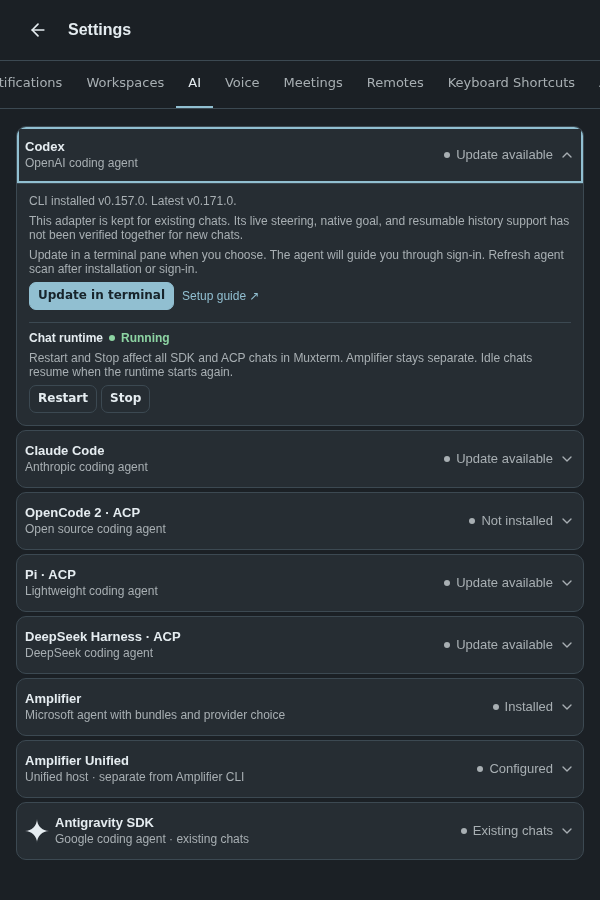 Settings
tifications Workspaces AI Voice Meetings Remotes Keyboard Shortcuts
Codex
OpenAI coding agent
Update available
CLI installed v0.157.0. Latest v0.171.0.
This adapter is kept for existing chats. Its live steering, native goal, and resumable history support has
not been verified together for new chats.
Update in a terminal pane when you choose. The agent will guide you through sign-in. Refresh agent
scan after installation or sign-in.
Update in terminal Setup guide ↗
Chat runtime Running
Restart and Stop affect all SDK and ACP chats in Muxterm. Amplifier stays separate. Idle chats
resume when the runtime starts again.
Restart Stop
Claude Code
Anthropic coding agent
Update available
OpenCode 2 · ACP
Open source coding agent
Not installed
Pi · ACP
Lightweight coding agent
Update available
DeepSeek Harness · ACP
DeepSeek coding agent
Update available
Amplifier
Microsoft agent with bundles and provider choice
Installed
Amplifier Unified
Unified host · separate from Amplifier CLI
Configured
Antigravity SDK
Google coding agent · existing chats
Existing chats